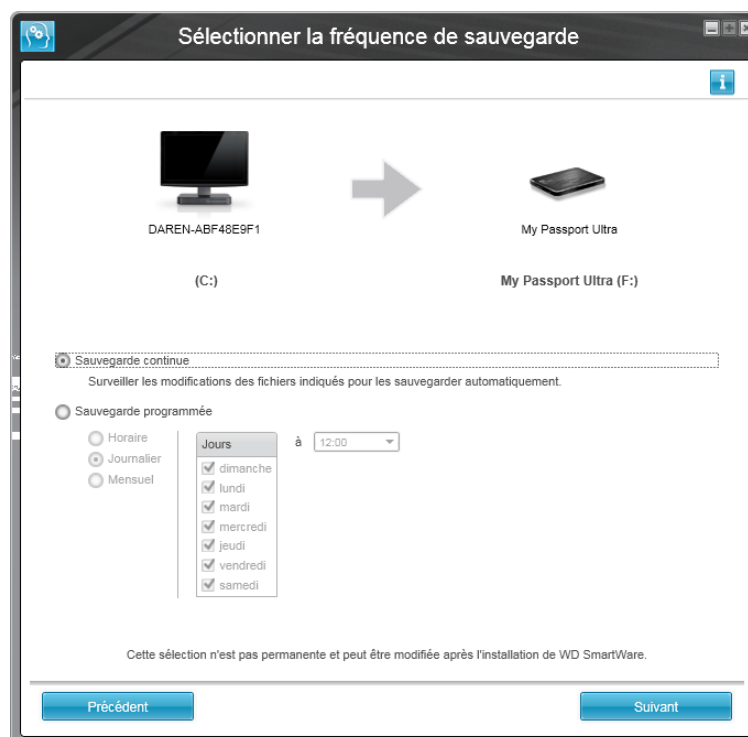 Sélectionner la fréquence de sauvegarde
i
DAREN-ABF48E9F1
My Passport Ultra
(C:)
My Passport Ultra (F:)
Sauvegarde continue
Surveiller les modifications des fichiers indiqués pour les sauvegarder automatiquement.
Sauvegarde programmée
Horaire
Journalier
Mensuel
Jours
dimanche
lundi
mardi
mercredi
jeudi
vendredi
samedi
à
12:00
Cette sélection n'est pas permanente et peut être modifiée après l'installation de WD SmartWare.
Précédent
Suivant